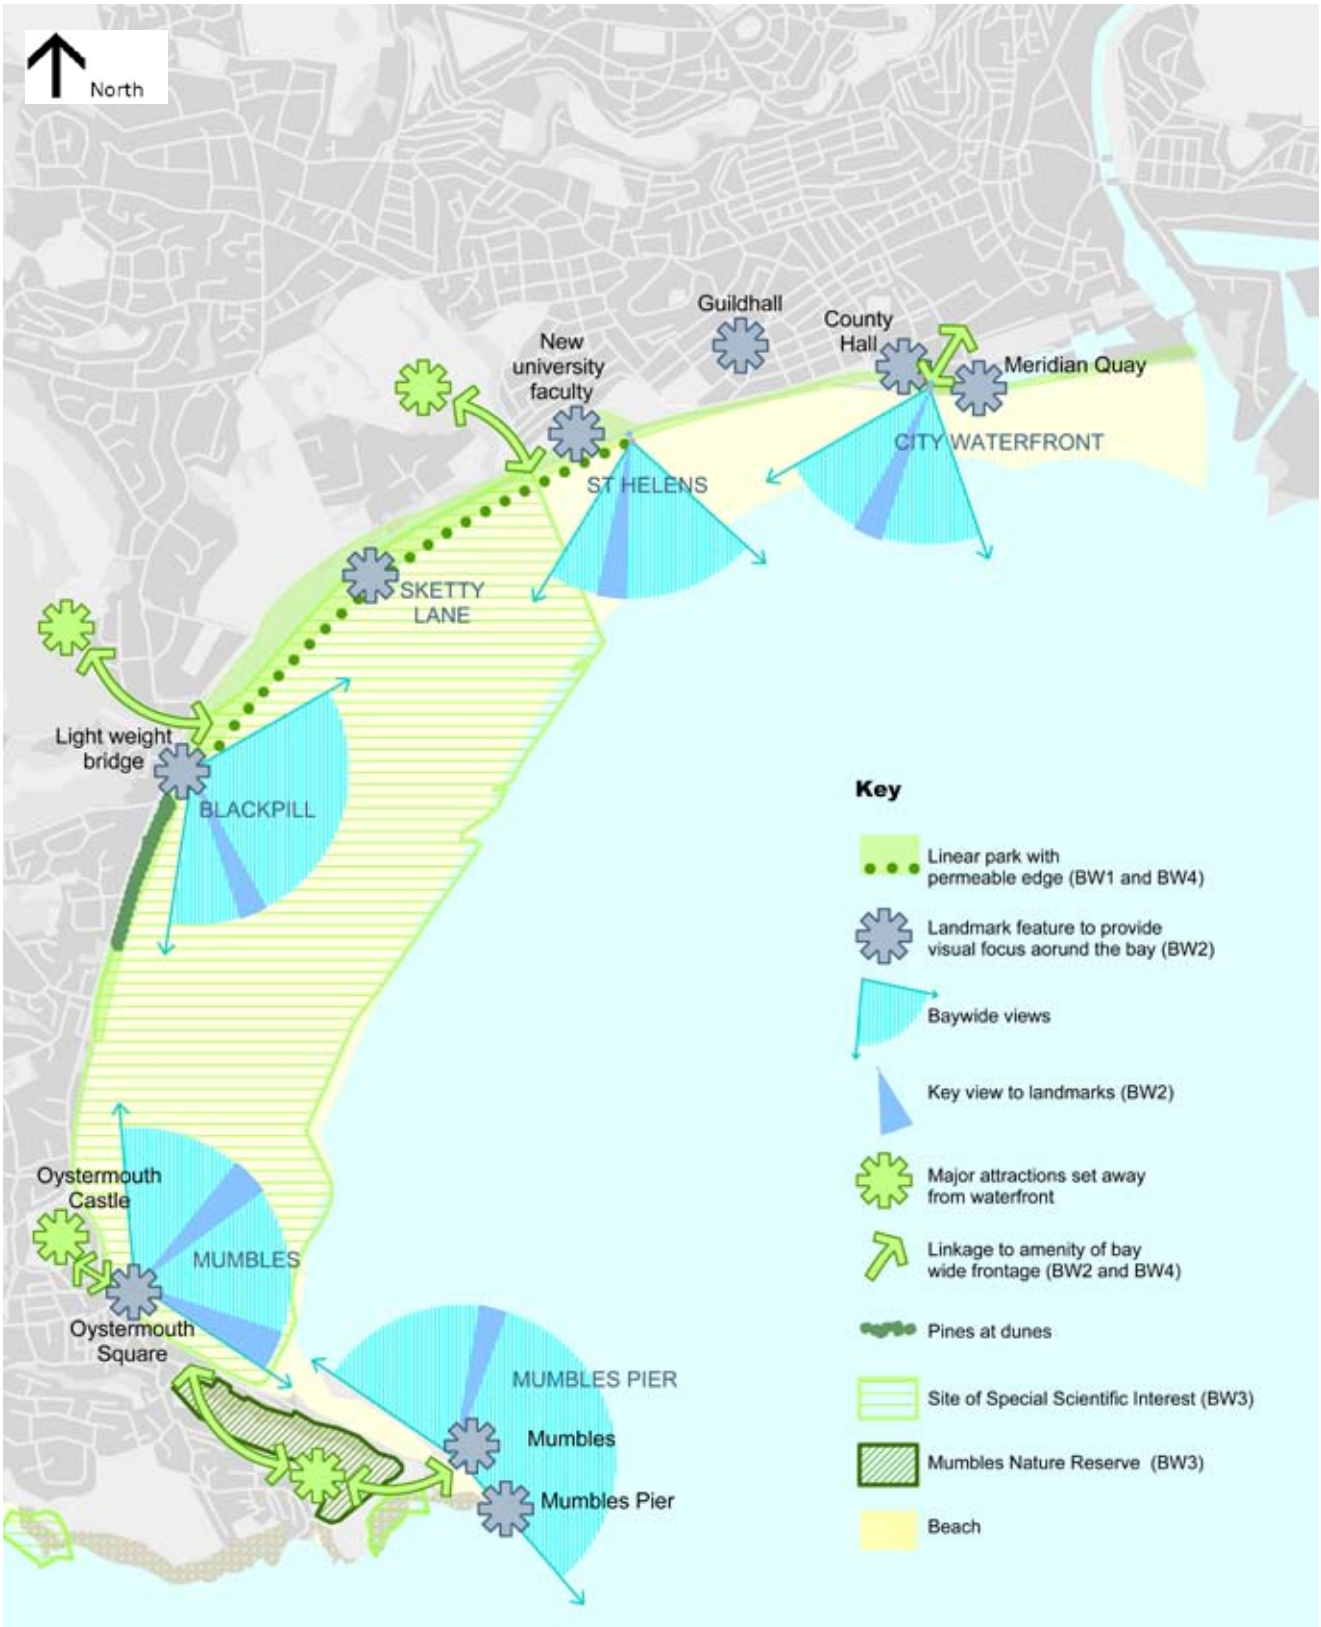 North
Guildhall
County
Hall
New
university
faculty
Meridian Quay
CITY WATERFRONT
ST HELENS
SKETTY
LANE
Light weight
bridge
BLACKPILL
Key
Linear park with
permeable edge (BW1 and BW4)
Landmark feature to provide
visual focus aorund the bay (BW2)
Baywide views
Key view to landmarks (BW2)
Major attractions set away
from waterfront
Linkage to amenity of bay
wide frontage (BW2 and BW4)
Pines at dunes
Site of Special Scientific Interest (BW3)
Mumbles Nature Reserve (BW3)
Beach
Oystermouth
Castle
MUMBLES
Oystermouth
Square
MUMBLES PIER
Mumbles
Mumbles Pier